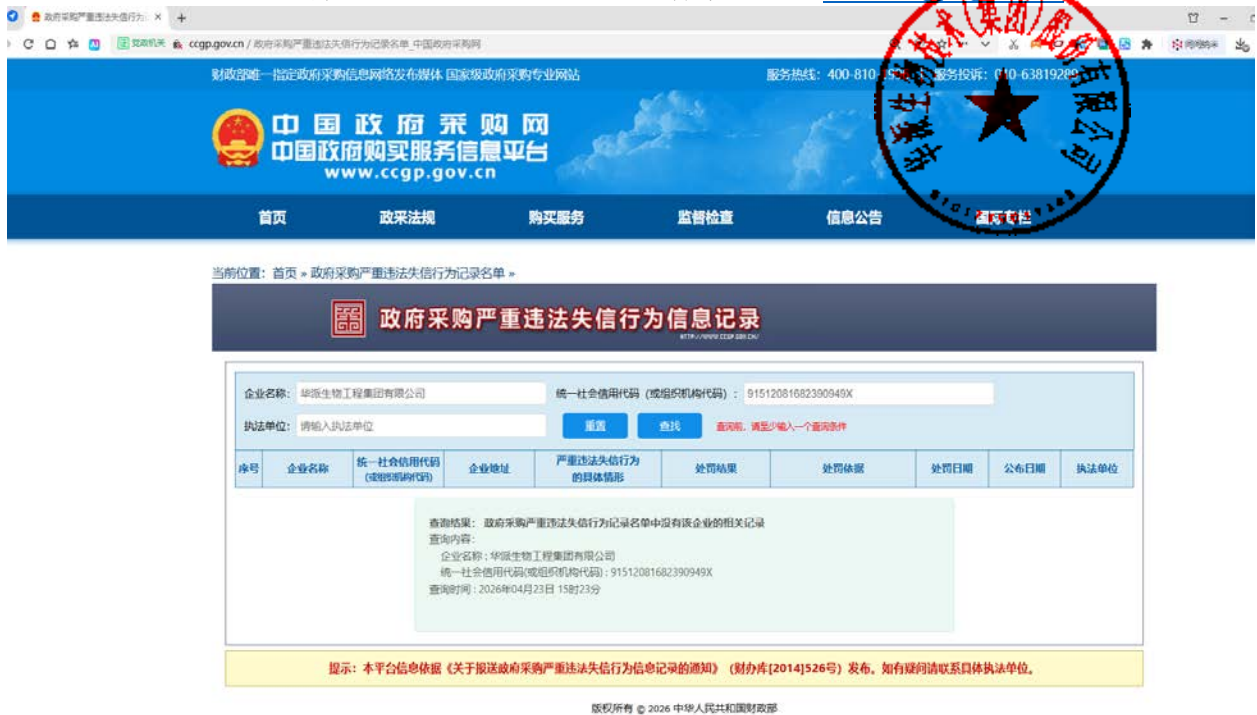 政府采购严重违法失信行为
ccgp.gov.cn / 政府采购严重违法失信行为记录名单_中国政府采购网
财政部唯一指定政府采购信息网络发布媒体 国家级政府采购专业网站
服务热线：400-810-
服务投诉：010-6381928
中国政府采购网
中国政府购买服务信息平台
www.ccgp.gov.cn
首页 政采法规 购买服务 监督检查 信息公告
当前位置：首页 » 政府采购严重违法失信行为记录名单 »
政府采购严重违法失信行为信息记录
HTTP://WWW.CCGP.GOV.CN/
企业名称：华派生物工程集团有限公司 统一社会信用代码（或组织机构代码）：91512081682390949X
执法单位：请输入执法单位 重置 查找 查询前，请至少输入一个查询条件
序号 企业名称 统一社会信用代码(或组织机构代码) 企业地址 严重违法失信行为的具体情形 处罚结果 处罚依据 处罚日期 公布日期 执法单位
查询结果： 政府采购严重违法失信行为记录名单中没有该企业的相关记录
查询内容：
企业名称：华派生物工程集团有限公司
统一社会信用代码(或组织机构代码)：91512081682390949X
查询时间：2026年04月23日 15时23分
提示：本平台信息依据《关于报送政府采购严重违法失信行为信息记录的通知》（财办库[2014]526号）发布。如有疑问请联系具体执法单位。
版权所有 © 2026 中华人民共和国财政部